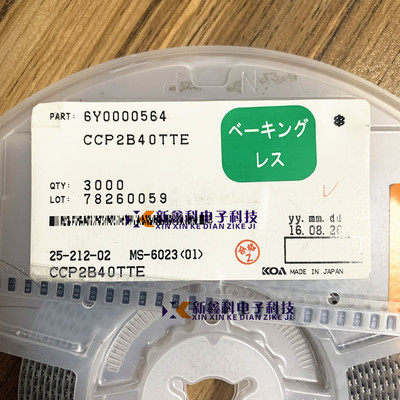 PART: 6Y0000564
CCP2B40TTE
ベーキング
レス
QTY: 3000
LOT: 78260059
新鑫科电子科技
XIN XIN KE DIAN ZIKE JI
yy. mm. dd
16.08.26
25-212-02 MS-6023<01>
CCP2B40TTE
KOA MADE IN JAPAN
新鑫科电子科技
XIN XIN KE DIAN ZIKE JI